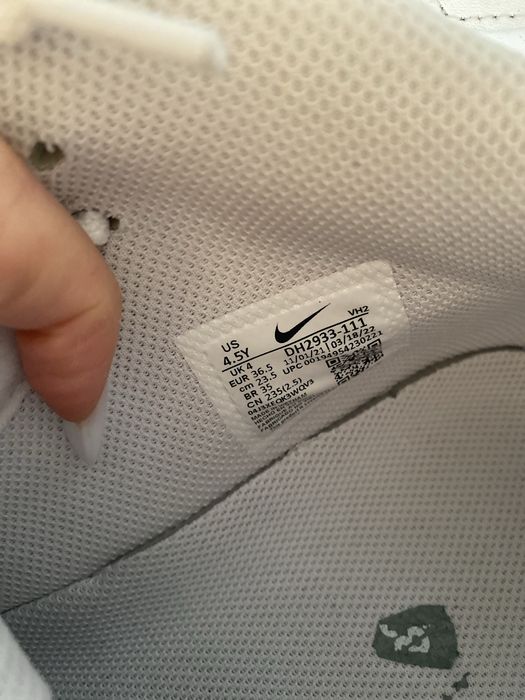 US
4.5Y
VH2
UK 4
DH2933-111
EUR 36.5
11/01/21 03/18/22
cm 23.5
UPC 00194954230221
BR 35
CN 235(2.5)